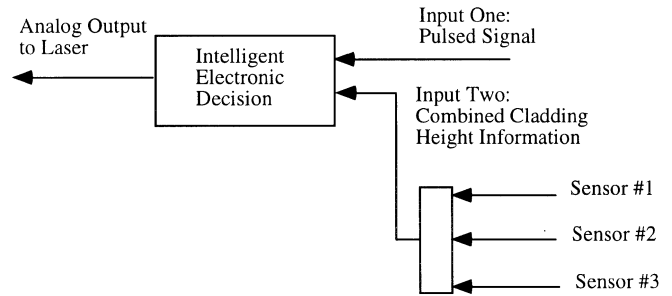 Analog Output
to Laser
Intelligent
Electronic
Decision
Input One:
Pulsed Signal
Input Two:
Combined Cladding
Height Information
Sensor #1
Sensor #2
Sensor #3